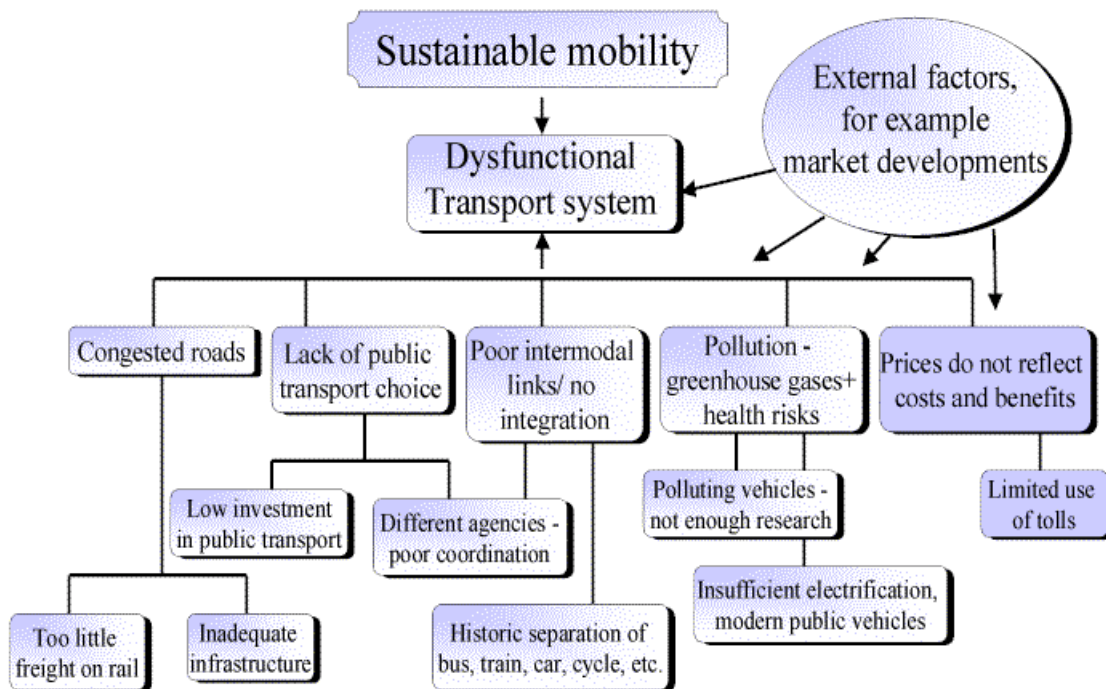 Sustainable mobility
External factors,
for example
market developments
Dysfunctional
Transport system
Congested roads
Lack of public
transport choice
Poor intermodal
links/ no
integration
Pollution -
greenhouse gases+
health risks
Prices do not reflect
costs and benefits
Low investment
in public transport
Different agencies -
poor coordination
Polluting vehicles -
not enough research
Limited use
of tolls
Too little
freight on rail
Inadequate
infrastructure
Historic separation of
bus, train, car, cycle, etc.
Insufficient electrification,
modern public vehicles